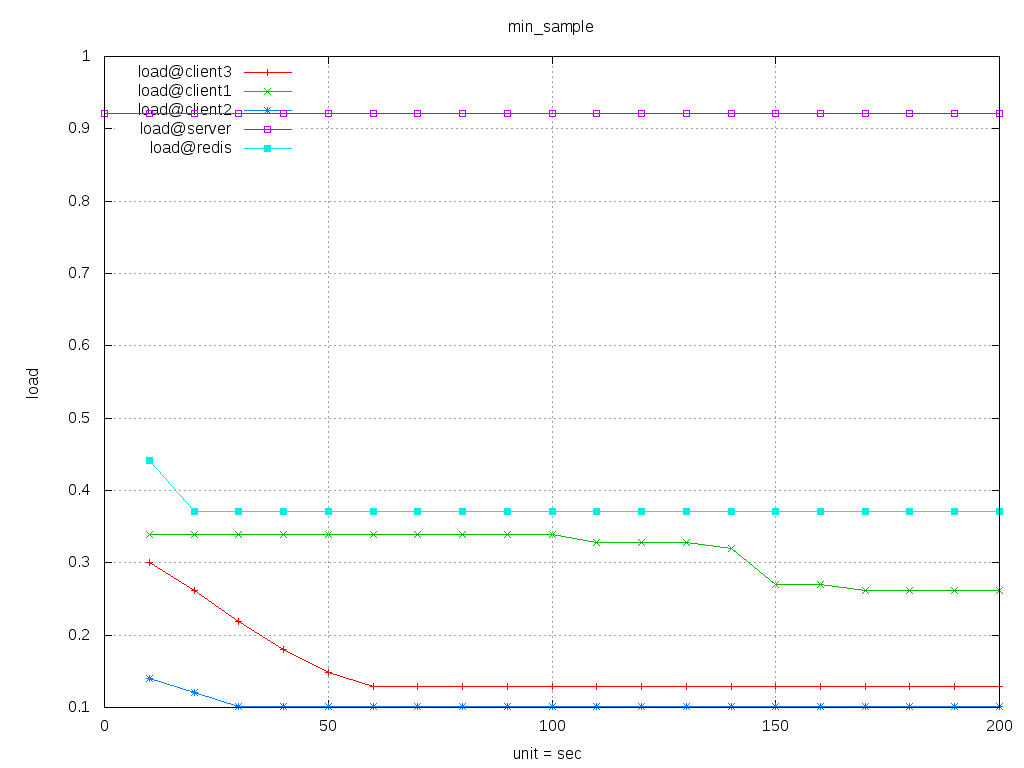 min_sample
1
load@client3
load@client1
load@client2
load@server
load@redis
0.9
0.8
0.7
0.6
0.5
0.4
0.3
0.2
0.1
load
0 50 100 150 200
unit = sec